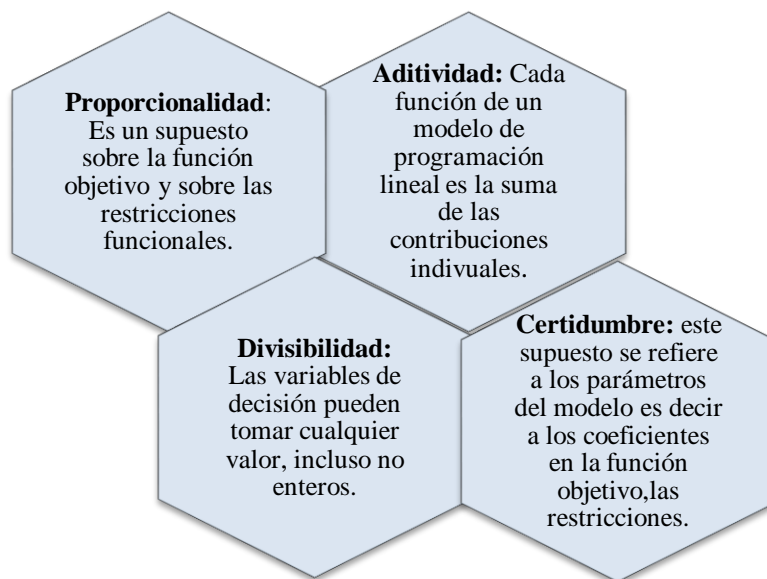 Proporcionalidad:
Es un supuesto
sobre la función
objetivo y sobre las
restricciones
funcionales.
Aditividad: Cada
función de un
modelo de
programación
lineal es la suma
de las
contribuciones
indivuales.
Divisibilidad:
Las variables de
decisión pueden
tomar cualquier
valor, incluso no
enteros.
Certidumbre: este
supuesto se refiere
a los parámetros
del modelo es decir
a los coeficientes
en la función
objetivo,las
restricciones.